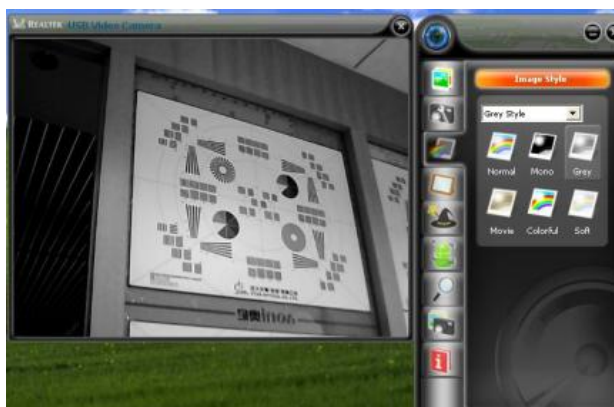 REALTEK USB Video Camera
Image Style
Grey Style
Normal Mono Grey
Movie Colorful Soft